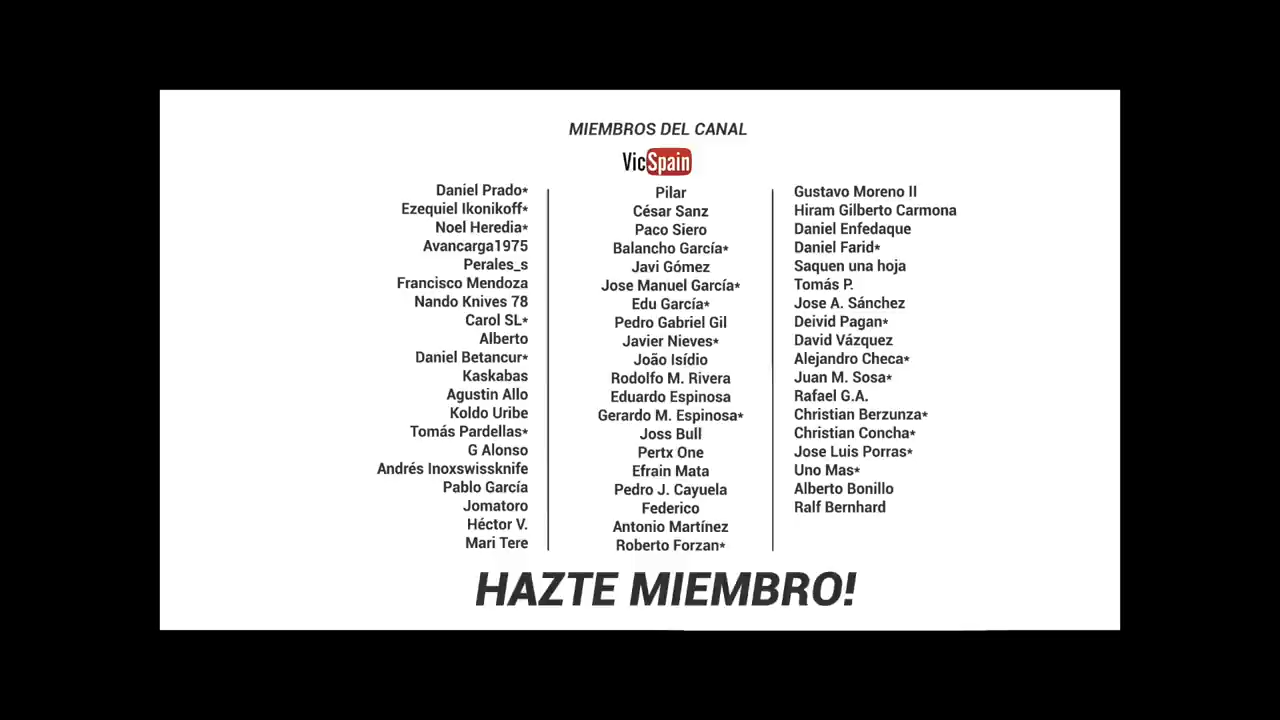 MIEMBROS DEL CANAL
VicSpain
Daniel Prado*
Ezequiel Ikonikoff*
Noel Heredia*
Avancarga1975
Perales_s
Francisco Mendoza
Nando Knives 78
Carol SL*
Alberto
Daniel Betancur*
Kaskabas
Agustin Allo
Koldo Uribe
Tomás Pardellas*
G Alonso
Andrés Inoxswissknife
Pablo García
Jomatoro
Héctor V.
Mari Tere
Pilar
César Sanz
Paco Siero
Balancho García*
Javi Gómez
Jose Manuel García*
Edu García*
Pedro Gabriel Gil
Javier Nieves*
João Isídio
Rodolfo M. Rivera
Eduardo Espinosa
Gerardo M. Espinosa*
Joss Bull
Pertx One
Efrain Mata
Pedro J. Cayuela
Federico
Antonio Martínez
Roberto Forzan*
Gustavo Moreno II
Hiram Gilberto Carmona
Daniel Enfedaque
Daniel Farid*
Saquen una hoja
Tomás P.
Jose A. Sánchez
Deivid Pagan*
David Vázquez
Alejandro Checa*
Juan M. Sosa*
Rafael G.A.
Christian Berzunza*
Christian Concha*
Jose Luis Porras*
Uno Mas*
Alberto Bonillo
Ralf Bernhard
HAZTE MIEMBRO!